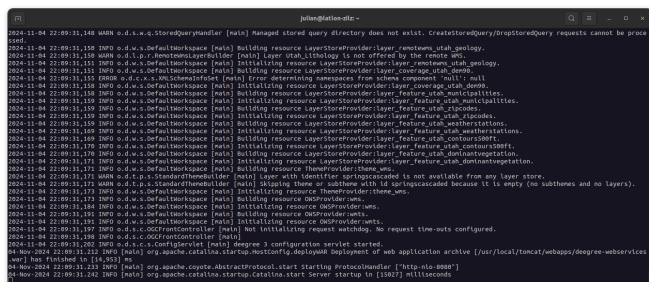 julian@lation-zilz: ~
2024-11-04 22:09:31,148 WARN o.d.s.w.q.StoredQueryHandler [main] Managed stored query directory does not exist. CreateStoredQuery/DropStoredQuery requests cannot be proce
ssed.
2024-11-04 22:09:31,150 INFO o.d.w.DefaultWorkspace [main] Building resource LayerStoreProvider:layer_remotewms_utah_geology.
2024-11-04 22:09:31,150 WARN o.d.l.p.r.RemoteWmsLayerBuilder [main] Layer Utah_Lithology is not offered by the remote WMS.
2024-11-04 22:09:31,151 INFO o.d.w.DefaultWorkspace [main] Initializing resource LayerStoreProvider:layer_remotewms_utah_geology.
2024-11-04 22:09:31,151 INFO o.d.w.DefaultWorkspace [main] Building resource LayerStoreProvider:layer_coverage_utah_dem90.
2024-11-04 22:09:31,155 ERROR o.d.c.x.s.XMLSchemaInfoSet [main] Error determining namespaces from schema component 'null': null
2024-11-04 22:09:31,158 INFO o.d.w.DefaultWorkspace [main] Initializing resource LayerStoreProvider:layer_coverage_utah_dem90.
2024-11-04 22:09:31,158 INFO o.d.w.DefaultWorkspace [main] Building resource LayerStoreProvider:layer_feature_utah_municipalities.
2024-11-04 22:09:31,159 INFO o.d.w.DefaultWorkspace [main] Initializing resource LayerStoreProvider:layer_feature_utah_municipalities.
2024-11-04 22:09:31,159 INFO o.d.w.DefaultWorkspace [main] Building resource LayerStoreProvider:layer_feature_utah_zipcodes.
2024-11-04 22:09:31,159 INFO o.d.w.DefaultWorkspace [main] Initializing resource LayerStoreProvider:layer_feature_utah_zipcodes.
2024-11-04 22:09:31,159 INFO o.d.w.DefaultWorkspace [main] Building resource LayerStoreProvider:layer_feature_utah_weatherstations.
2024-11-04 22:09:31,169 INFO o.d.w.DefaultWorkspace [main] Initializing resource LayerStoreProvider:layer_feature_utah_weatherstations.
2024-11-04 22:09:31,169 INFO o.d.w.DefaultWorkspace [main] Building resource LayerStoreProvider:layer_feature_utah_contours500ft.
2024-11-04 22:09:31,170 INFO o.d.w.DefaultWorkspace [main] Initializing resource LayerStoreProvider:layer_feature_utah_contours500ft.
2024-11-04 22:09:31,170 INFO o.d.w.DefaultWorkspace [main] Building resource LayerStoreProvider:layer_feature_utah_dominantvegetation.
2024-11-04 22:09:31,171 INFO o.d.w.DefaultWorkspace [main] Initializing resource LayerStoreProvider:layer_feature_utah_dominantvegetation.
2024-11-04 22:09:31,171 INFO o.d.w.DefaultWorkspace [main] Building resource ThemeProvider:theme_wms.
2024-11-04 22:09:31,171 WARN o.d.t.p.s.StandardThemeBuilder [main] Layer with identifier springscascaded is not available from any layer store.
2024-11-04 22:09:31,171 WARN o.d.t.p.s.StandardThemeBuilder [main] Skipping theme or subtheme with id springscascaded because it is empty (no subthemes and no layers).
2024-11-04 22:09:31,173 INFO o.d.w.DefaultWorkspace [main] Initializing resource ThemeProvider:theme_wms.
2024-11-04 22:09:31,173 INFO o.d.w.DefaultWorkspace [main] Building resource OWSProvider:wms.
2024-11-04 22:09:31,184 INFO o.d.w.DefaultWorkspace [main] Initializing resource OWSProvider:wms.
2024-11-04 22:09:31,191 INFO o.d.w.DefaultWorkspace [main] Building resource OWSProvider:wmts.
2024-11-04 22:09:31,197 INFO o.d.w.DefaultWorkspace [main] Initializing resource OWSProvider:wmts.
2024-11-04 22:09:31,197 INFO o.d.s.c.OGCFrontController [main] Not initializing request watchdog. No request time-outs configured.
2024-11-04 22:09:31,198 INFO o.d.s.c.OGCFrontController [main]
2024-11-04 22:09:31,202 INFO o.d.s.c.s.ConfigServlet [main] deegree 3 configuration servlet started.
04-Nov-2024 22:09:31.212 INFO [main] org.apache.catalina.startup.HostConfig.deployWAR Deployment of web application archive [/usr/local/tomcat/webapps/deegree-webservices
.war] has finished in [14,953] ms
04-Nov-2024 22:09:31.233 INFO [main] org.apache.coyote.AbstractProtocol.start Starting ProtocolHandler ["http-nio-8080"]
04-Nov-2024 22:09:31.242 INFO [main] org.apache.catalina.startup.Catalina.start Server startup in [15027] milliseconds